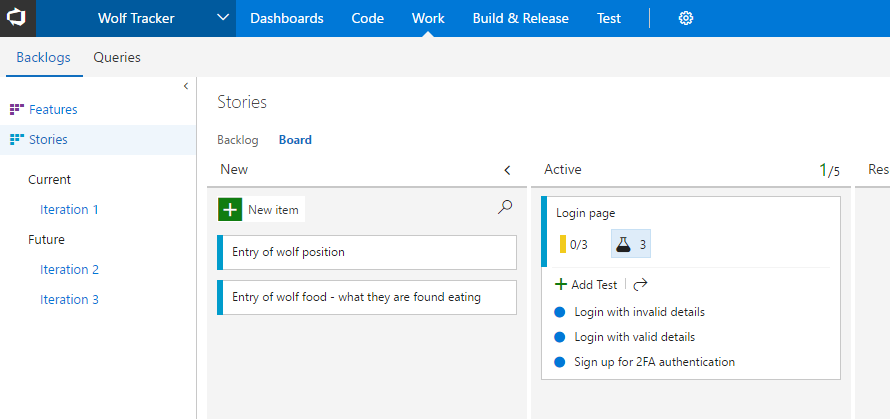 Wolf Tracker Dashboards Code Work Build & Release Test
Backlogs Queries
Features
Stories
Current
Iteration 1
Future
Iteration 2
Iteration 3
Stories
Backlog Board
New
New item
Entry of wolf position
Entry of wolf food - what they are found eating
Active 1/5
Login page
0/3 3
Add Test
Login with invalid details
Login with valid details
Sign up for 2FA authentication
Res